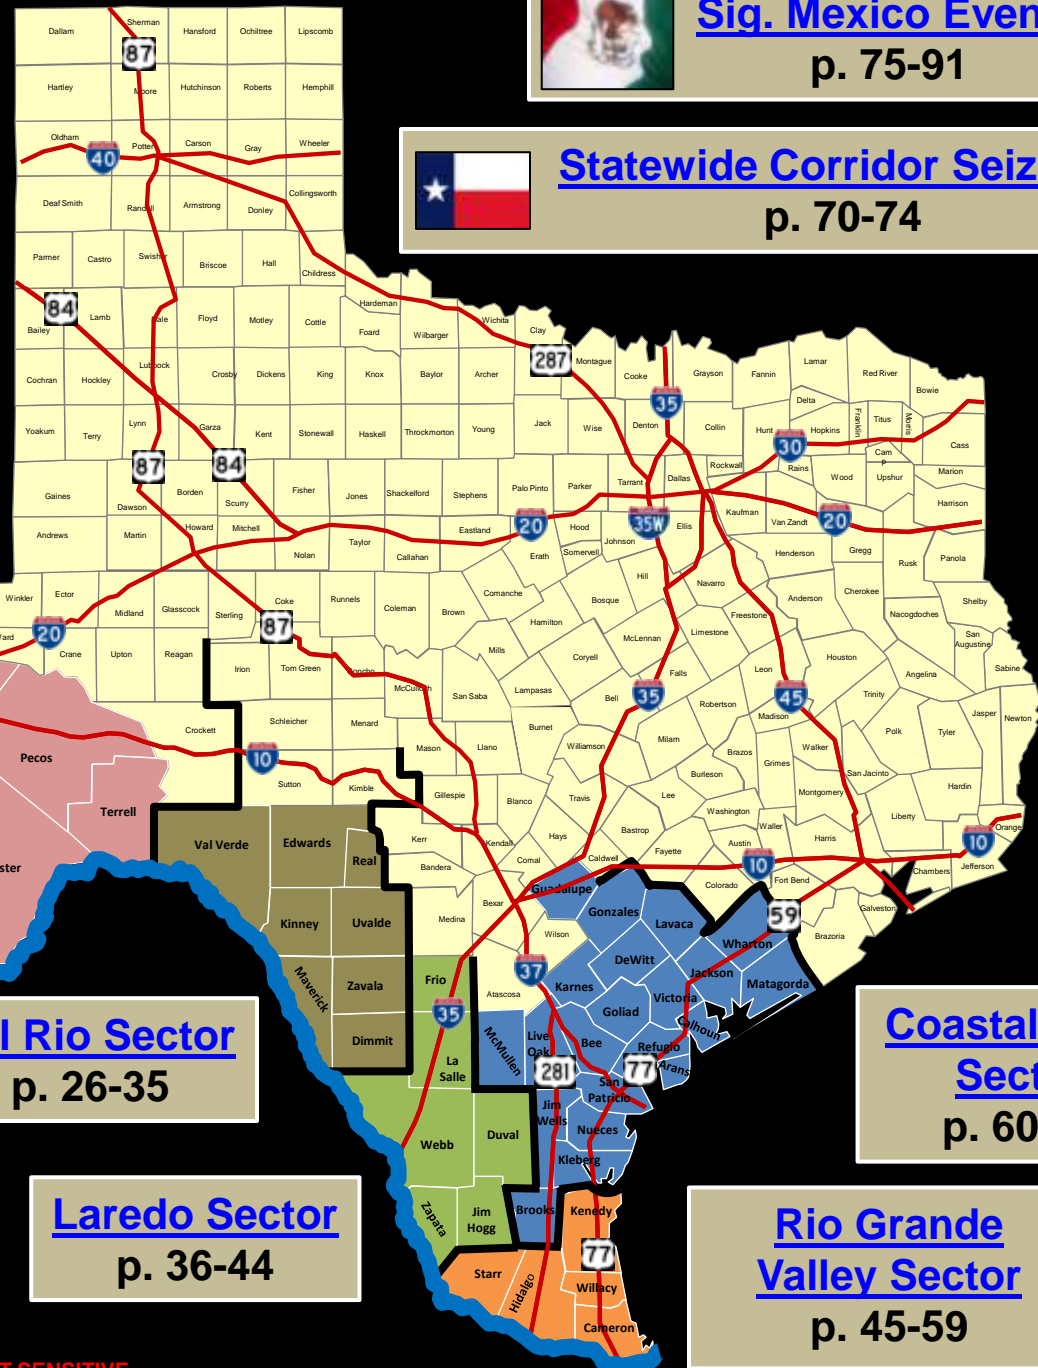 Sig. Mexico Even
p. 75-91
Statewide Corridor Seiz
p. 70-74
Dallam
Sherman
Hansford
Ochiltree
Lipscomb
87
Hartley
Moore
Hutchinson
Roberts
Hemphill
Oldham
40
Potter
Carson
Gray
Wheeler
Deaf Smith
Randall
Armstrong
Donley
Collingsworth
Parmer
Castro
Swisher
Briscoe
Hall
Childress
84
Bailey
Lamb
Hale
Floyd
Motley
Cottle
Hardeman
Foard
Wilbarger
Wichita
Clay
287
Montague
Cooke
Grayson
Fannin
Lamar
Red River
Bowie
Cochran
Hockley
Lubbock
Crosby
Dickens
King
Knox
Baylor
Archer
35
Delta
Franklin
Titus
Morris
Cass
Yoakum
Terry
Lynn
Garza
Kent
Stonewall
Haskell
Throckmorton
Young
Jack
Wise
Denton
Collin
Hunt
30
Hopkins
Cam
p
87
84
Rockwall
Rains
Wood
Upshur
Marion
Gaines
Dawson
Borden
Scurry
Fisher
Jones
Shackelford
Stephens
Palo Pinto
Parker
Tarrant
Dallas
Kaufman
Van Zandt
20
Harrison
Andrews
Martin
Howard
Mitchell
Nolan
Taylor
Callahan
Eastland
20
Erath
Hood
Somervell
Johnson
35W
Ellis
Henderson
Gregg
Rusk
Panola
Winkler
Ector
Midland
Glasscock
Sterling
Coke
87
Runnels
Coleman
Brown
Comanche
Hamilton
Bosque
Hill
Navarro
Freestone
Anderson
Cherokee
Nacogdoches
Shelby
ard
20
Crane
Upton
Reagan
Irion
Tom Green
Concho
McCulloch
San Saba
Mills
Lampasas
Coryell
McLennan
Limestone
Falls
Leon
Houston
Angelina
San
Augustine
Sabine
Bell
35
Robertson
45
Madison
Trinity
Polk
Tyler
Jasper
Newton
Pecos
Crockett
10
Schleicher
Menard
Mason
Llano
Burnet
Williamson
Milam
Brazos
Grimes
Walker
San Jacinto
Hardin
Terrell
Sutton
Kimble
Gillespie
Blanco
Travis
Lee
Burleson
Washington
Montgomery
Liberty
Orange
ster
Val Verde
Edwards
Real
Kerr
Kendall
Hays
Bastrop
Fayette
Austin
Waller
Harris
10
Jefferson
Chambers
Bandera
Comal
Caldwell
Colorado
10
Fort Bend
Galveston
Kinney
Uvalde
Medina
Bexar
Guadalupe
Gonzales
Lavaca
59
Wharton
Brazoria
Wilson
37
DeWitt
Jackson
Matagorda
Maverick
Zavala
Frio
Atascosa
Karnes
Victoria
Calhoun
Dimmit
35
La
Salle
McMullen
Live
Oak
Goliad
Bee
Refugio
Arans
281
77
San
Patricio
Webb
Duval
Jim
Wells
Nueces
Kleberg
Zapata
Jim
Hogg
Brooks
Kenedy
77
Starr
Hidalgo
Willacy
Cameron
l Rio Sector
p. 26-35
Coastal
Sect
p. 60
Laredo Sector
p. 36-44
Rio Grande
Valley Sector
p. 45-59
T SENSITIVE